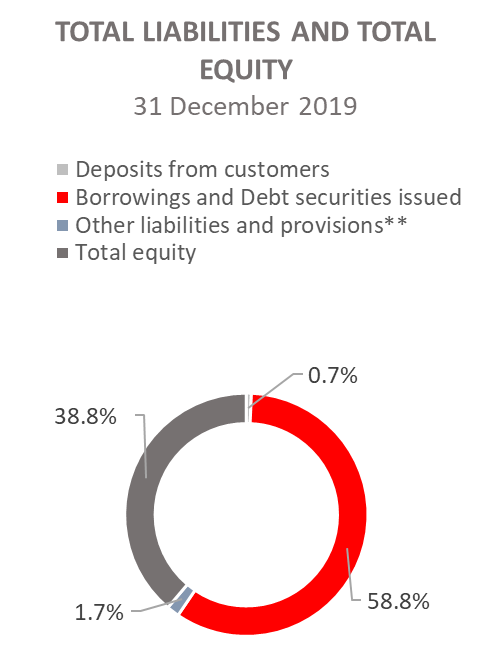 TOTAL LIABILITIES AND TOTAL
EQUITY
31 December 2019
Deposits from customers
Borrowings and Debt securities issued
Other liabilities and provisions**
Total equity
0.7%
38.8%
58.8%
1.7%